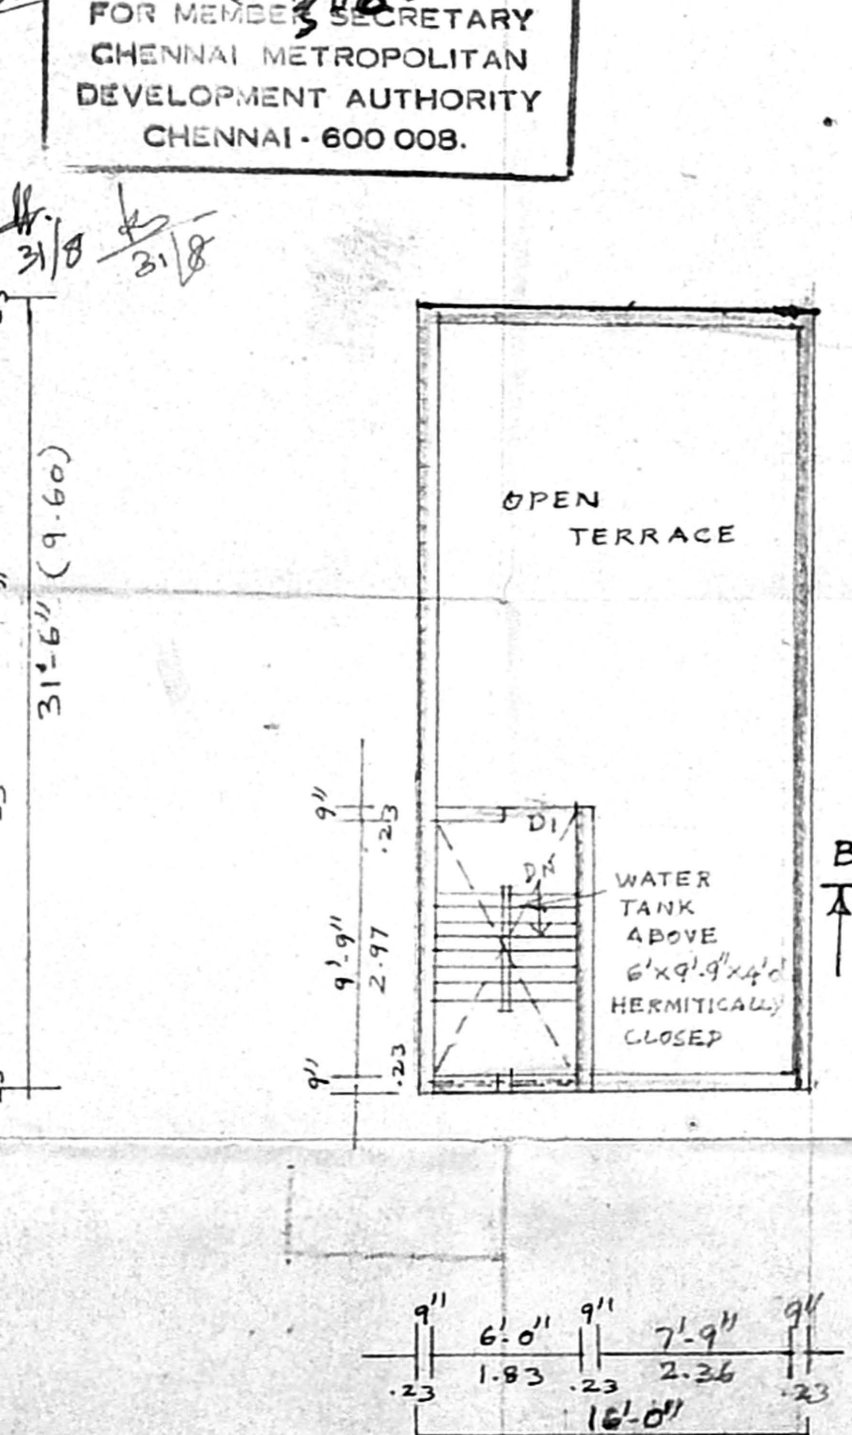 FOR MEMBER SECRETARY
CHENNAI METROPOLITAN
DEVELOPMENT AUTHORITY
CHENNAI - 600 008.
31/8
31/8
31'-6" (9.60)
OPEN
TERRACE
9"
.23
D1
DN
WATER
TANK
ABOVE
6'x9'-9"x4'0
HERMITICALLY
CLOSED
9'-9"
2.97
9"
.23
B
9" 6'-0" 9" 7'-9" 9"
.23 1.83 .23 2.36 .23
16'-0"